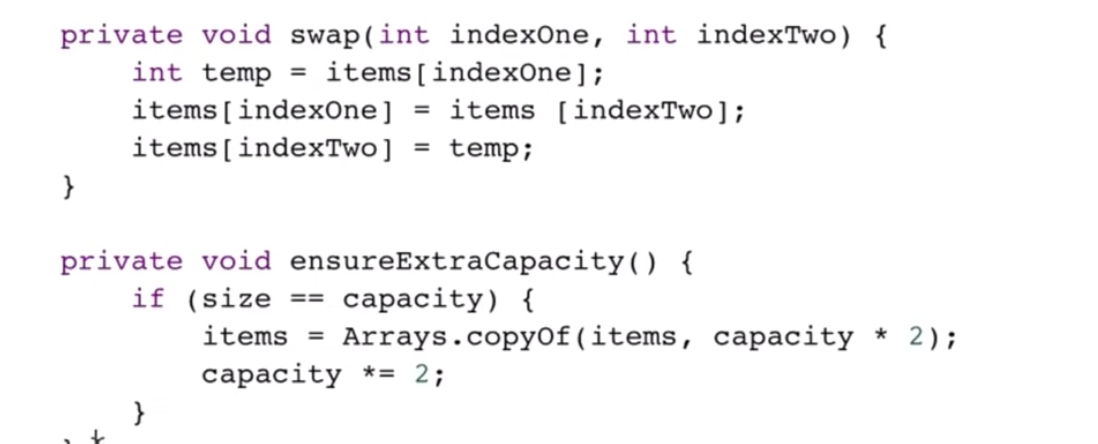 private void swap(int indexOne, int indexTwo) {
int temp = items[indexOne];
items[indexOne] = items [indexTwo];
items[indexTwo] = temp;
}
private void ensureExtraCapacity() {
if (size == capacity) {
items = Arrays.copyOf(items, capacity * 2);
capacity *= 2;
}